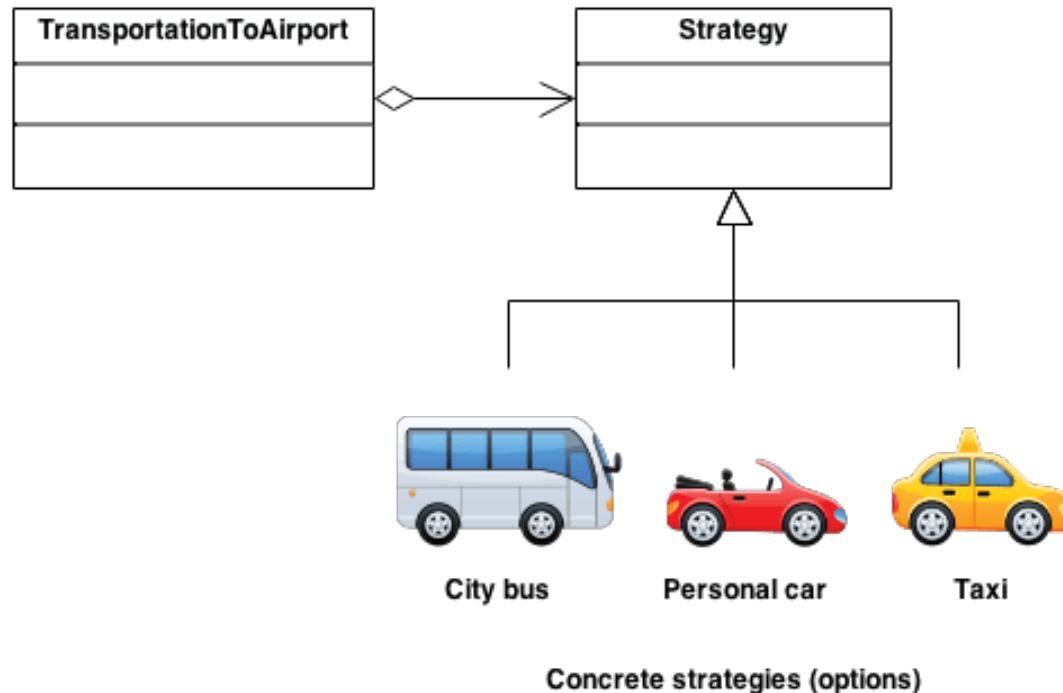 TransportationToAirport
Strategy
City bus
Personal car
Taxi
Concrete strategies (options)